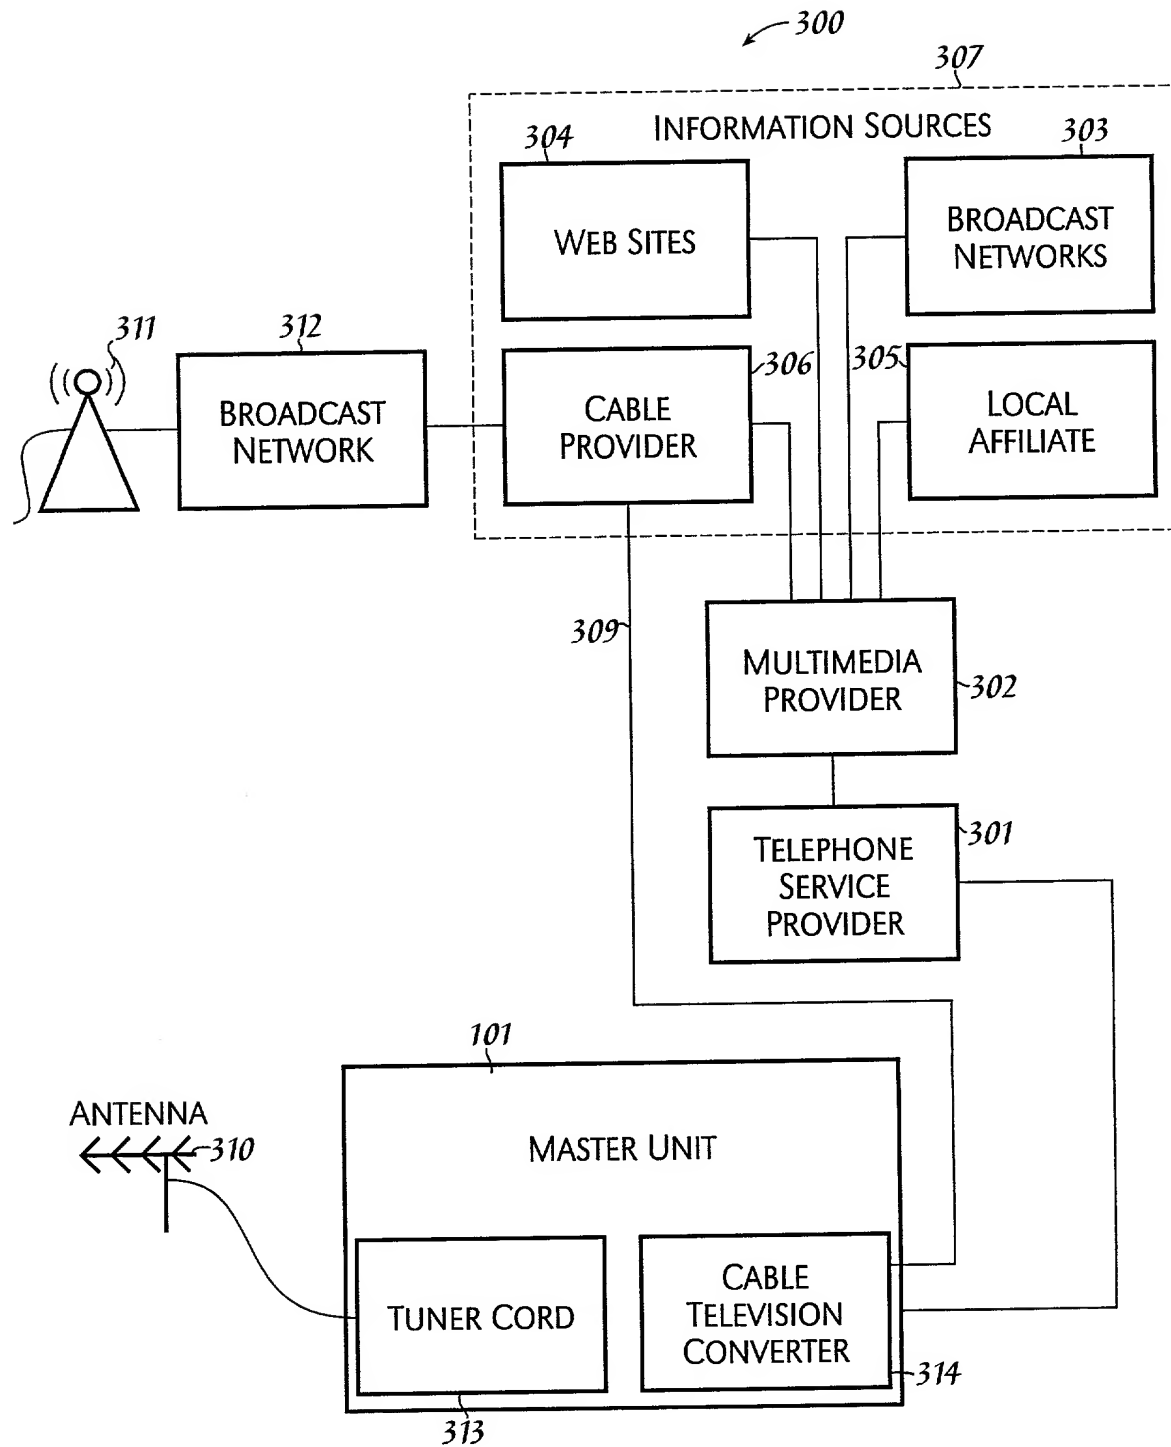 300
307
INFORMATION SOURCES
304
303
WEB SITES
BROADCAST
NETWORKS
311
312
306
305
BROADCAST
NETWORK
CABLE
PROVIDER
LOCAL
AFFILIATE
309
MULTIMEDIA
PROVIDER
302
301
TELEPHONE
SERVICE
PROVIDER
101
ANTENNA
310
MASTER UNIT
TUNER CORD
CABLE
TELEVISION
CONVERTER
314
313